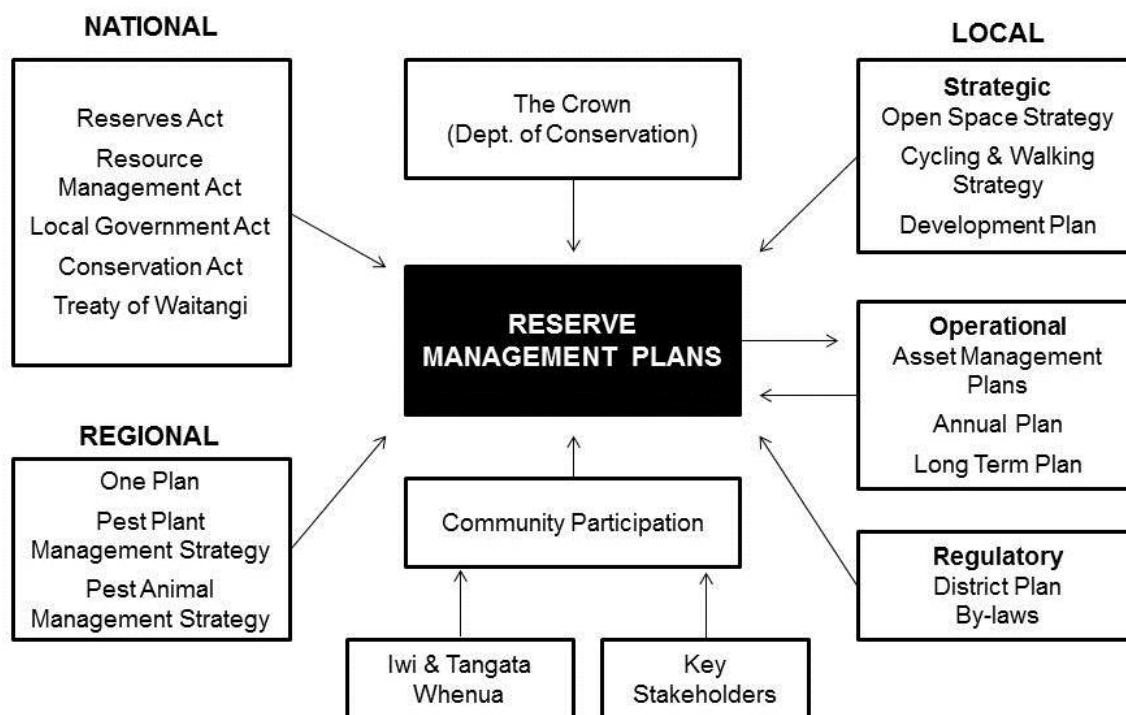 NATIONAL
Reserves Act
Resource
Management Act
Local Government Act
Conservation Act
Treaty of Waitangi
REGIONAL
One Plan
Pest Plant
Management Strategy
Pest Animal
Management Strategy
The Crown
(Dept. of Conservation)
RESERVE
MANAGEMENT PLANS
Community Participation
Iwi & Tangata
Whenua
Key
Stakeholders
LOCAL
Strategic
Open Space Strategy
Cycling & Walking
Strategy
Development Plan
Operational
Asset Management
Plans
Annual Plan
Long Term Plan
Regulatory
District Plan
By-laws